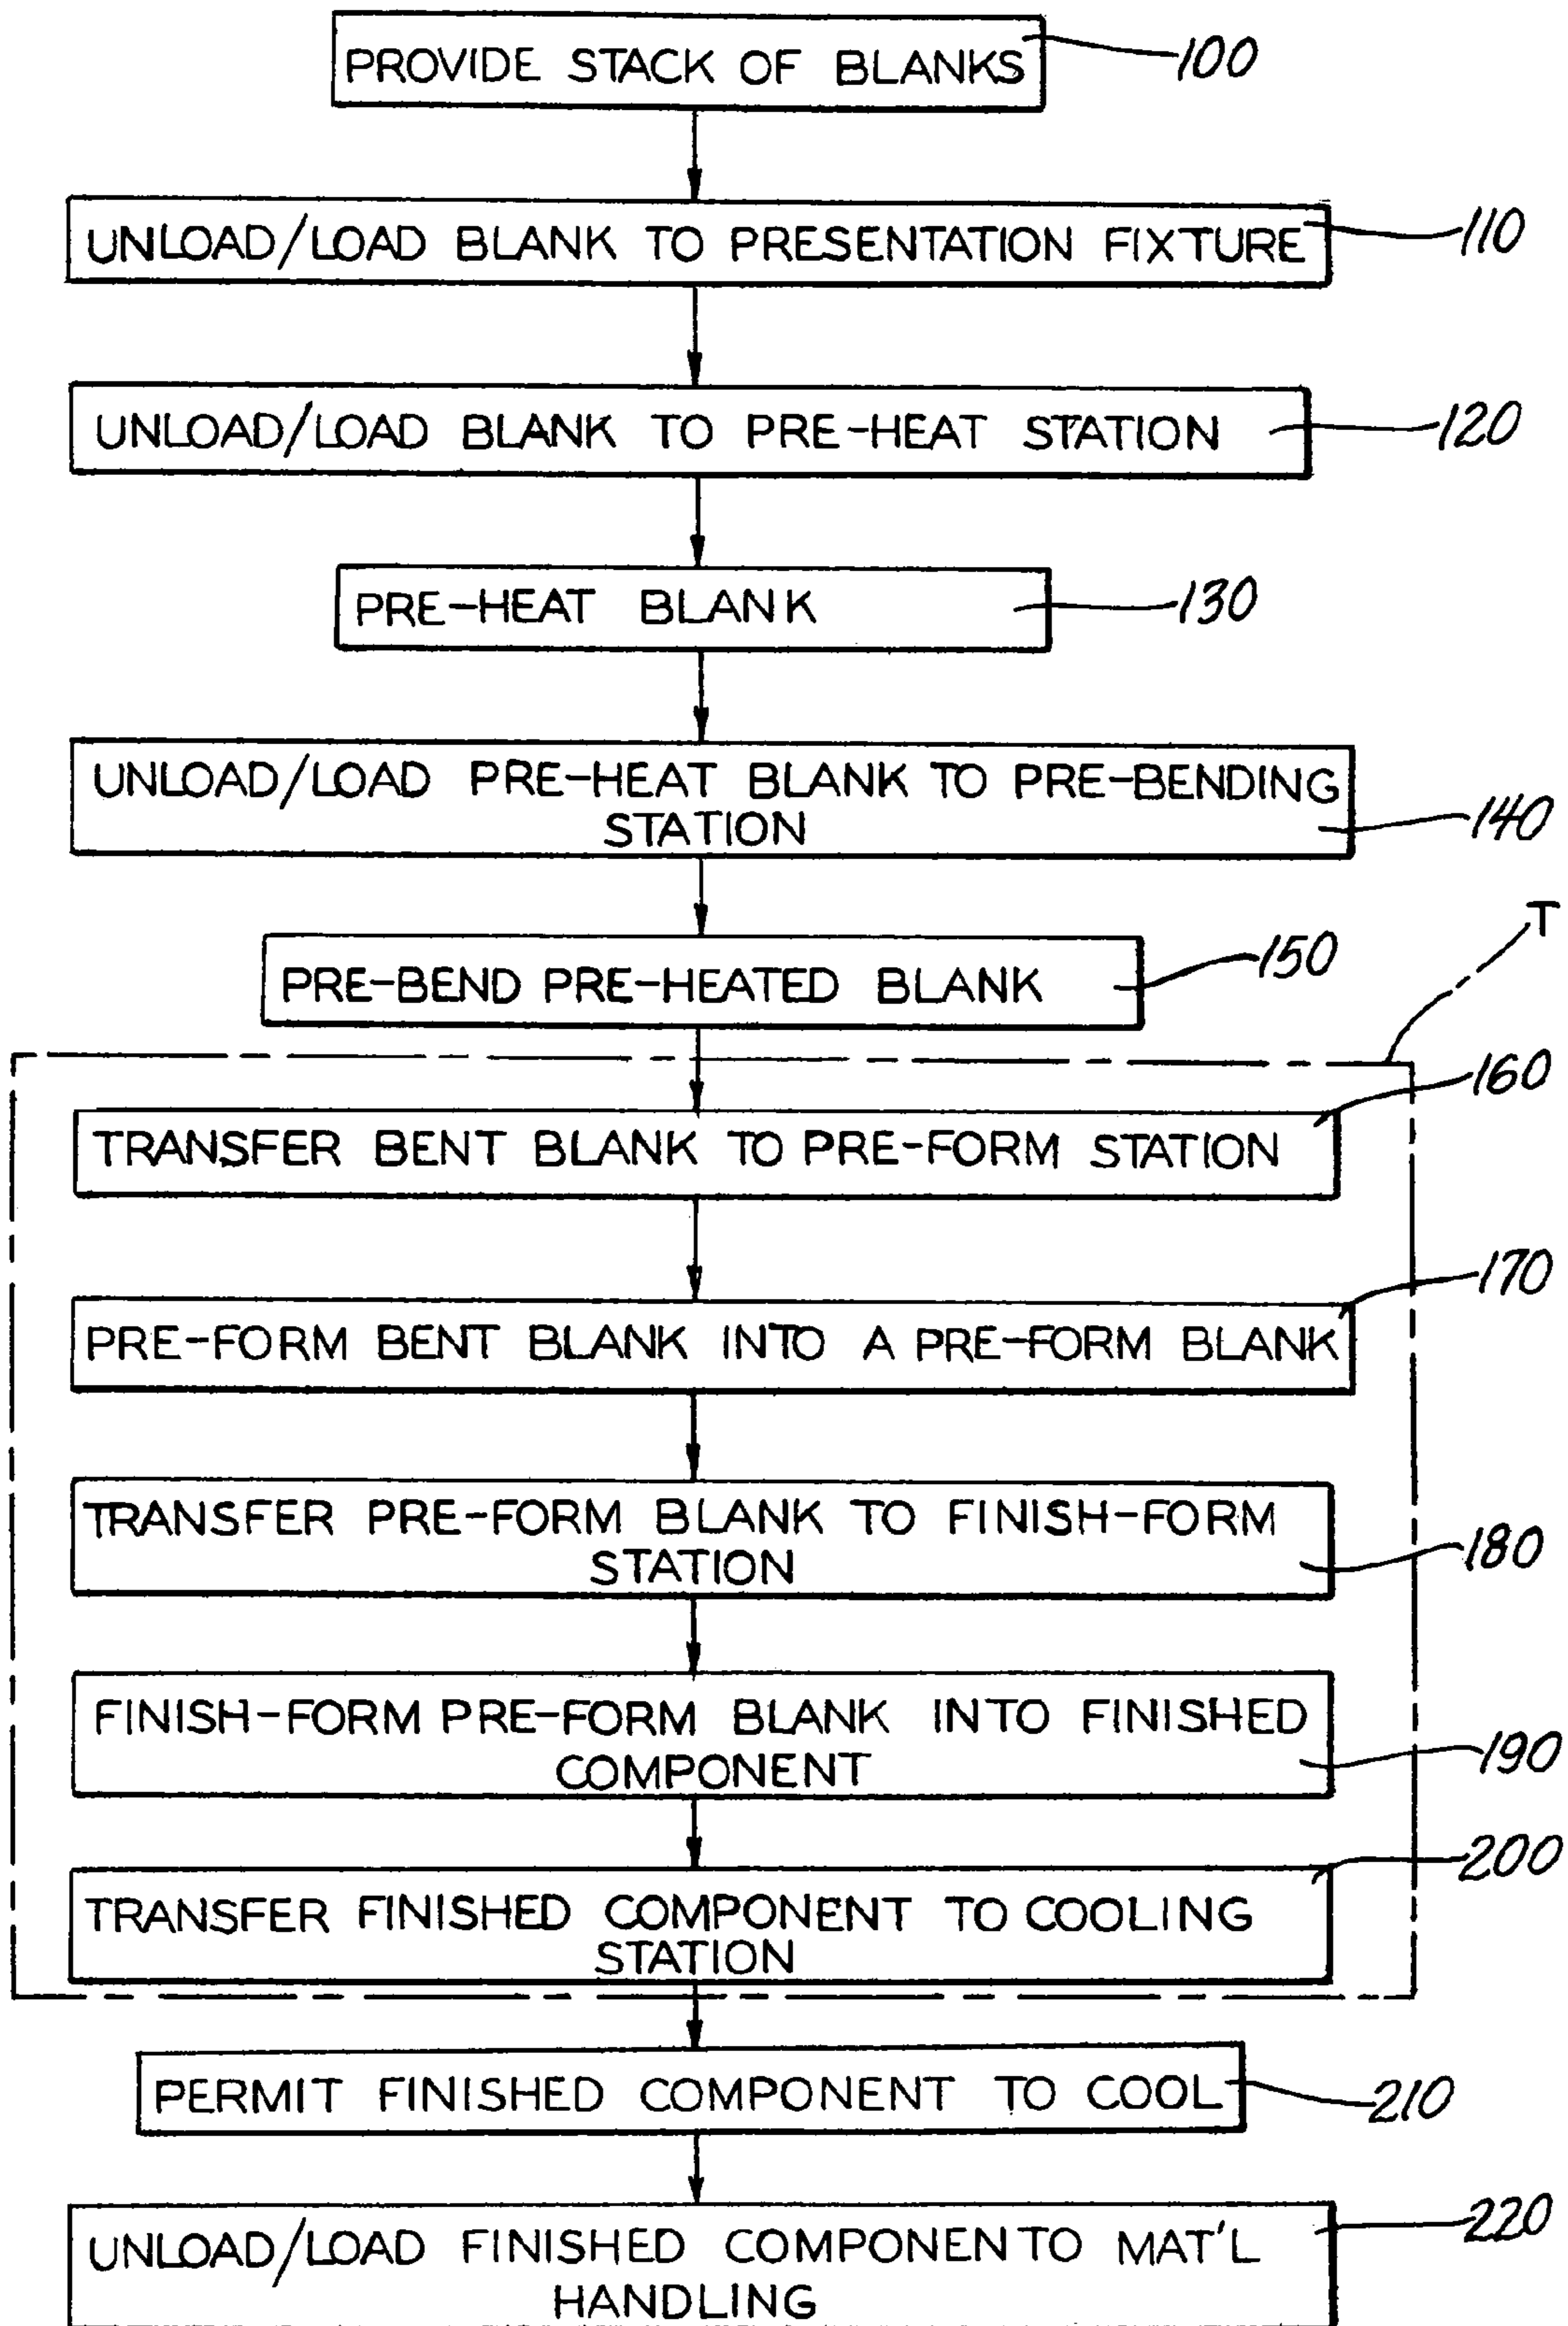 PROVIDE STACK OF BLANKS
100
UNLOAD/LOAD BLANK TO PRESENTATION FIXTURE
110
UNLOAD/LOAD BLANK TO PRE-HEAT STATION
120
PRE-HEAT BLANK
130
UNLOAD/LOAD PRE-HEAT BLANK TO PRE-BENDING
STATION
140
PRE-BEND PRE-HEATED BLANK
150
T
TRANSFER BENT BLANK TO PRE-FORM STATION
160
PRE-FORM BENT BLANK INTO A PRE-FORM BLANK
170
TRANSFER PRE-FORM BLANK TO FINISH-FORM
STATION
180
FINISH-FORM PRE-FORM BLANK INTO FINISHED
COMPONENT
190
TRANSFER FINISHED COMPONENT TO COOLING
STATION
200
PERMIT FINISHED COMPONENT TO COOL
210
UNLOAD/LOAD FINISHED COMPONENTO MAT'L
HANDLING
220